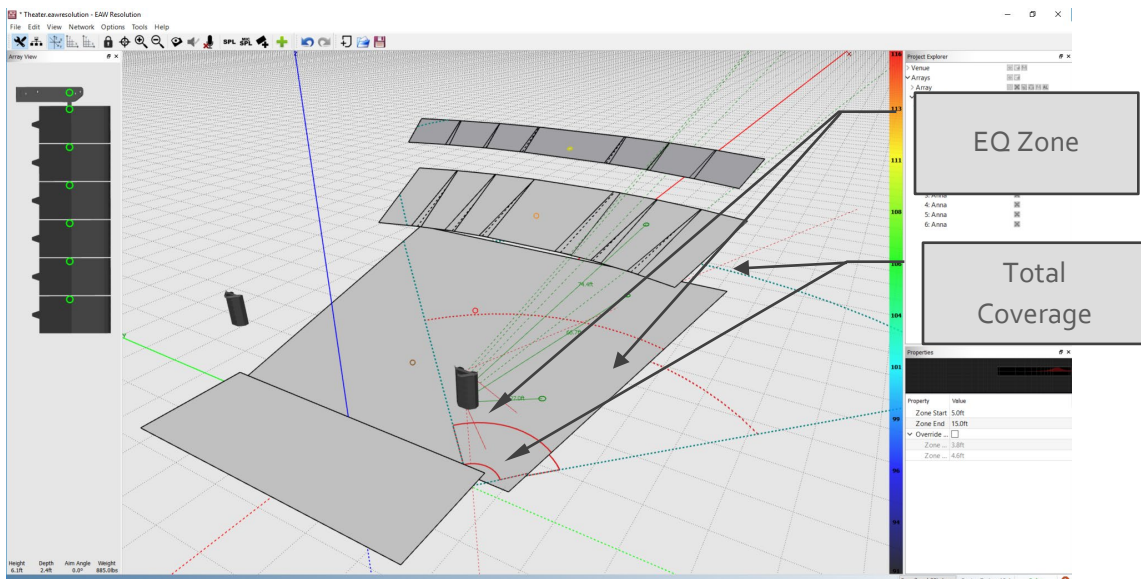 * Theater.eawresolution - EAW Resolution
File Edit View Network Options Tools Help
SPL
Array View
Project Explorer
Venue
Arrays
Array
EQ Zone
3: Anna
4: Anna
5: Anna
6: Anna
Total
Coverage
116
113
111
108
106
104
101
99
96
Y
X
Properties
Property Value
Zone Start 5.0ft
Zone End 15.0ft
Override ...
Zone ... 3.8ft
Zone ... 4.6ft
Height Depth Aim Angle Weight
6.1ft 2.4ft 0.0° 885.0lbs